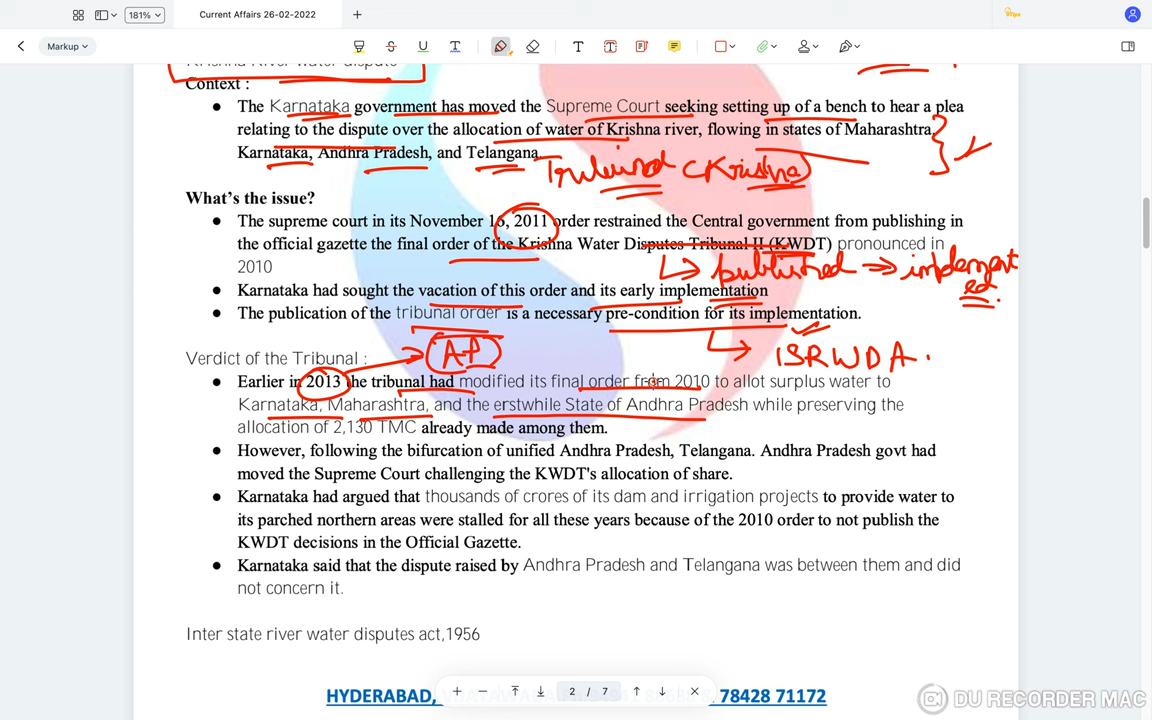 181%
Current Affairs 26-02-2022
Markup
Krishna River water dispute
Context :
The Karnataka government has moved the Supreme Court seeking setting up of a bench to hear a plea
relating to the dispute over the allocation of water of Krishna river, flowing in states of Maharashtra,
Karnataka, Andhra Pradesh, and Telangana
Tribunal (Krishna)
What's the issue?
The supreme court in its November 16, 2011 order restrained the Central government from publishing in
the official gazette the final order of the Krishna Water Disputes Tribunal II (KWDT) pronounced in
2010
published ⇒ implemented.
Karnataka had sought the vacation of this order and its early implementation
The publication of the tribunal order is a necessary pre-condition for its implementation.
ISRWDA.
AP
Verdict of the Tribunal :
Earlier in 2013 the tribunal had modified its final order from 2010 to allot surplus water to
Karnataka, Maharashtra, and the erstwhile State of Andhra Pradesh while preserving the
allocation of 2,130 TMC already made among them.
However, following the bifurcation of unified Andhra Pradesh, Telangana. Andhra Pradesh govt had
moved the Supreme Court challenging the KWDT's allocation of share.
Karnataka had argued that thousands of crores of its dam and irrigation projects to provide water to
its parched northern areas were stalled for all these years because of the 2010 order to not publish the
KWDT decisions in the Official Gazette.
Karnataka said that the dispute raised by Andhra Pradesh and Telangana was between them and did
not concern it.
Inter state river water disputes act,1956
HYDERABAD, 78428 71172
2 / 7
DU RECORDER MAC